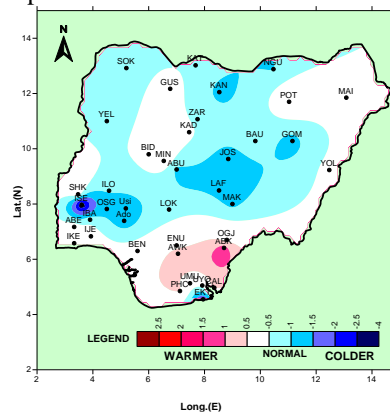 N
14
12
10
8
6
4
2
Lat.(N)
SOK
KAT
NGU
GUS
KAN
POT
MAI
YEL
ZAR
KAD
BID
MIN
ABU
JOS
BAU
GOM
YOL
SHK
ISE
ILO
OSG
Usi
IBA
Ado
ABE
IKE
IJE
LOK
LAF
MAK
BEN
ENU
AWK
OGJ
ABK
UMU
UYO
CAL
PHC
EKT
LEGEND
2.5
2
1.5
1
0.5
-0.5
-1
-1.5
-2
-3
-4
WARMER
NORMAL
COLDER
2
4
6
8
10
12
14
Long.(E)